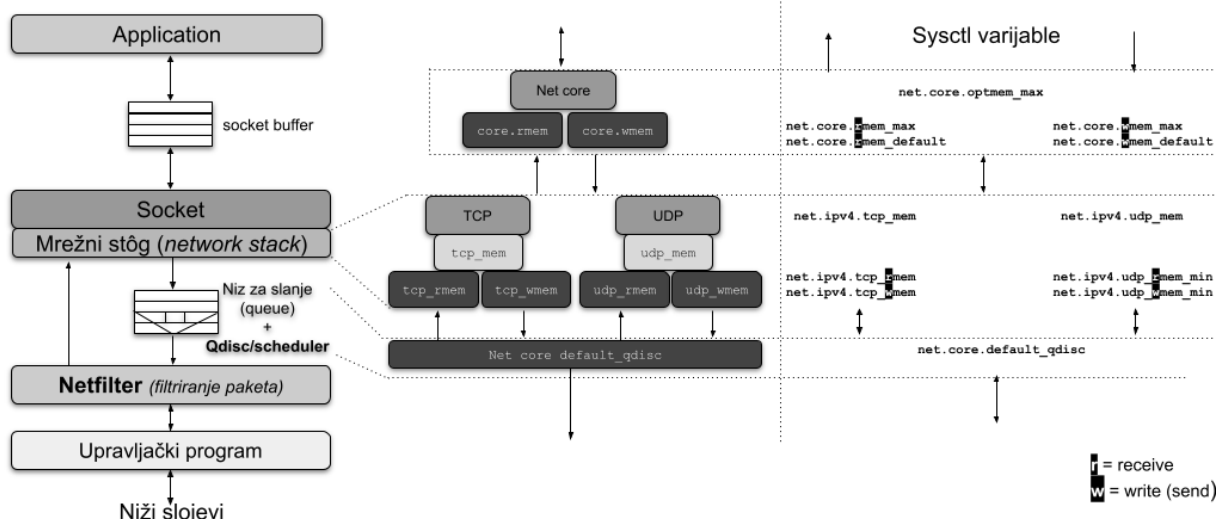 Application
socket buffer
Socket
Mrežni stôg (network stack)
Niz za slanje
(queue)
+
Qdisc/scheduler
Netfilter (filtriranje paketa)
Upravljački program
Niži slojevi
Net core
core.rmem
core.wmem
TCP
UDP
tcp_mem
udp_mem
tcp_rmem
tcp_wmem
udp_rmem
udp_wmem
Net core default_qdisc
Sysctl varijable
net.core.optmem_max
net.core.rmem_max
net.core.rmem_default
net.core.wmem_max
net.core.wmem_default
net.ipv4.tcp_mem
net.ipv4.udp_mem
net.ipv4.tcp_rmem
net.ipv4.tcp_wmem
net.ipv4.udp_rmem_min
net.ipv4.udp_wmem_min
net.core.default_qdisc
r = receive
w = write (send)